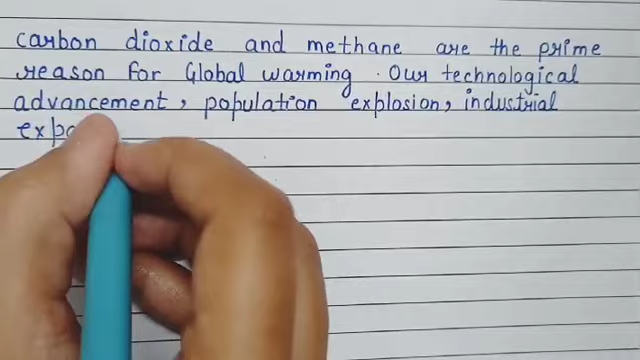 carbon dioxide and methane are the prime
reason for Global warming . Our technological
advancement, population explosion, industrial